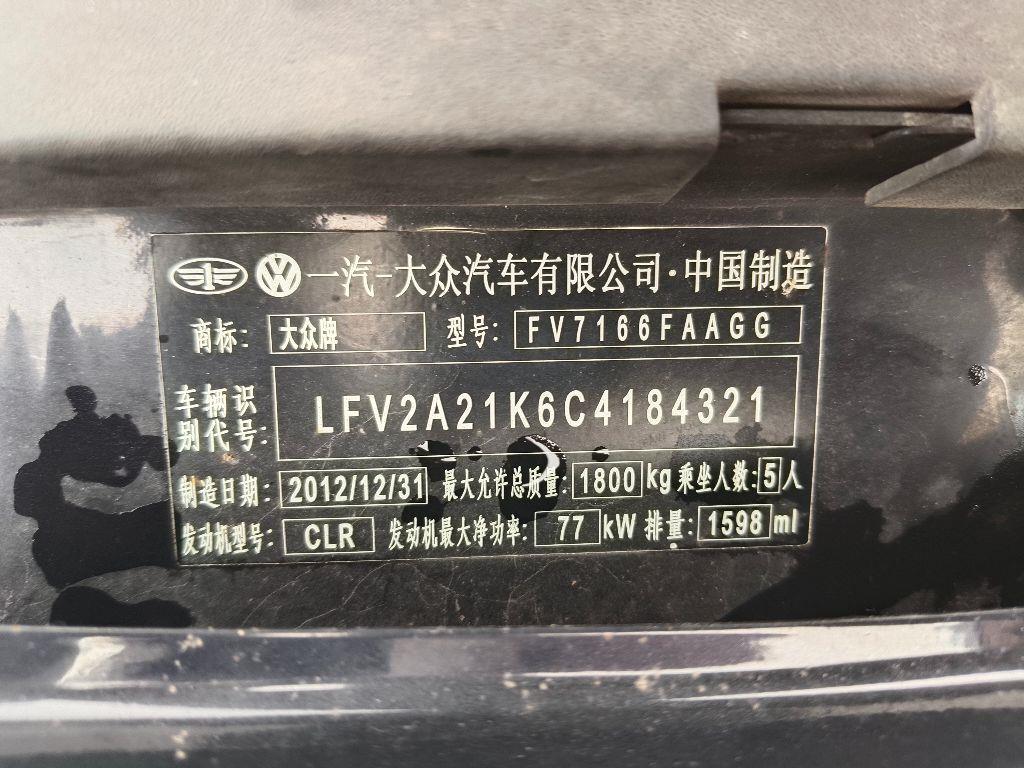 一汽-大众汽车有限公司·中国制造
商标: 大众牌 型号: FV7166FAAGG
车辆识别代号: LFV2A21K6C4184321
制造日期: 2012/12/31 最大允许总质量: 1800 kg 乘坐人数: 5 人
发动机型号: CLR 发动机最大净功率: 77 kW 排量: 1598 ml